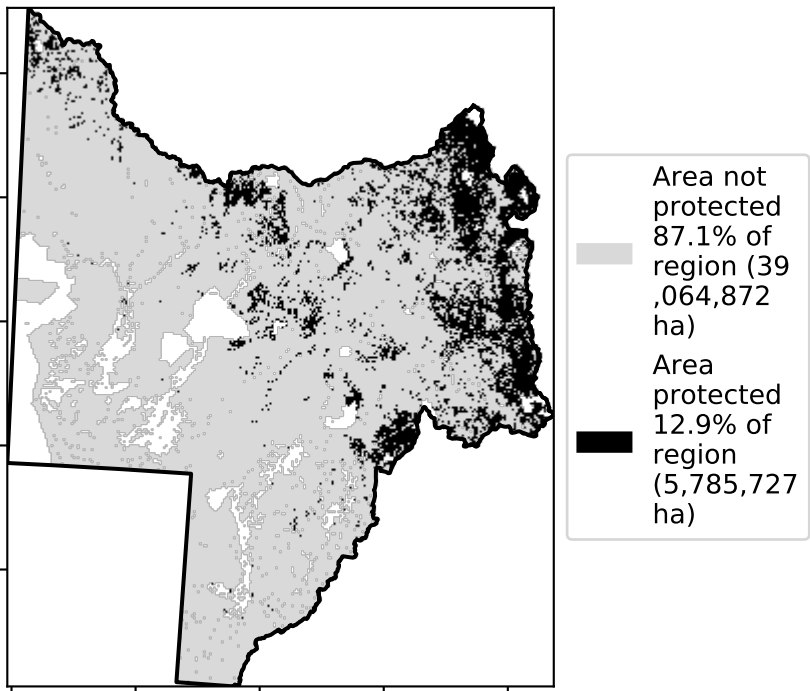 Area not
protected
87.1% of
region (39
,064,872
ha)
Area
protected
12.9% of
region
(5,785,727
ha)